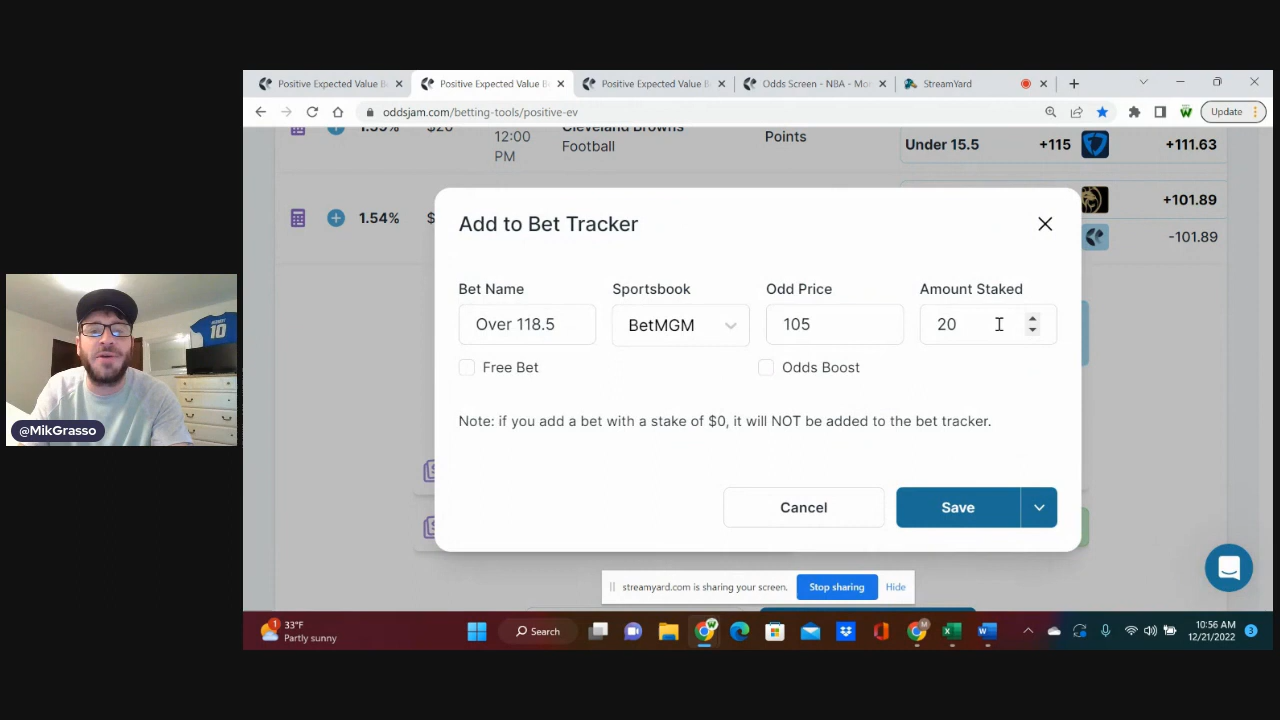 Positive Expected Value B
Positive Expected Value B
Positive Expected Value B
Odds Screen - NBA - Mo
StreamYard
oddsjam.com/betting-tools/positive-ev
Update
$20
12:00
PM
Cleveland Browns
Football
Points
Under 15.5
+115
+111.63
1.54%
$
+101.89
-101.89
Add to Bet Tracker
Bet Name
Sportsbook
Odd Price
Amount Staked
Over 118.5
BetMGM
105
20
Free Bet
Odds Boost
Note: if you add a bet with a stake of $0, it will NOT be added to the bet tracker.
Cancel
Save
streamyard.com is sharing your screen.
Stop sharing
Hide
@MikGrasso
10
1
33°F
Partly sunny
Search
10:56 AM
12/21/2022
3